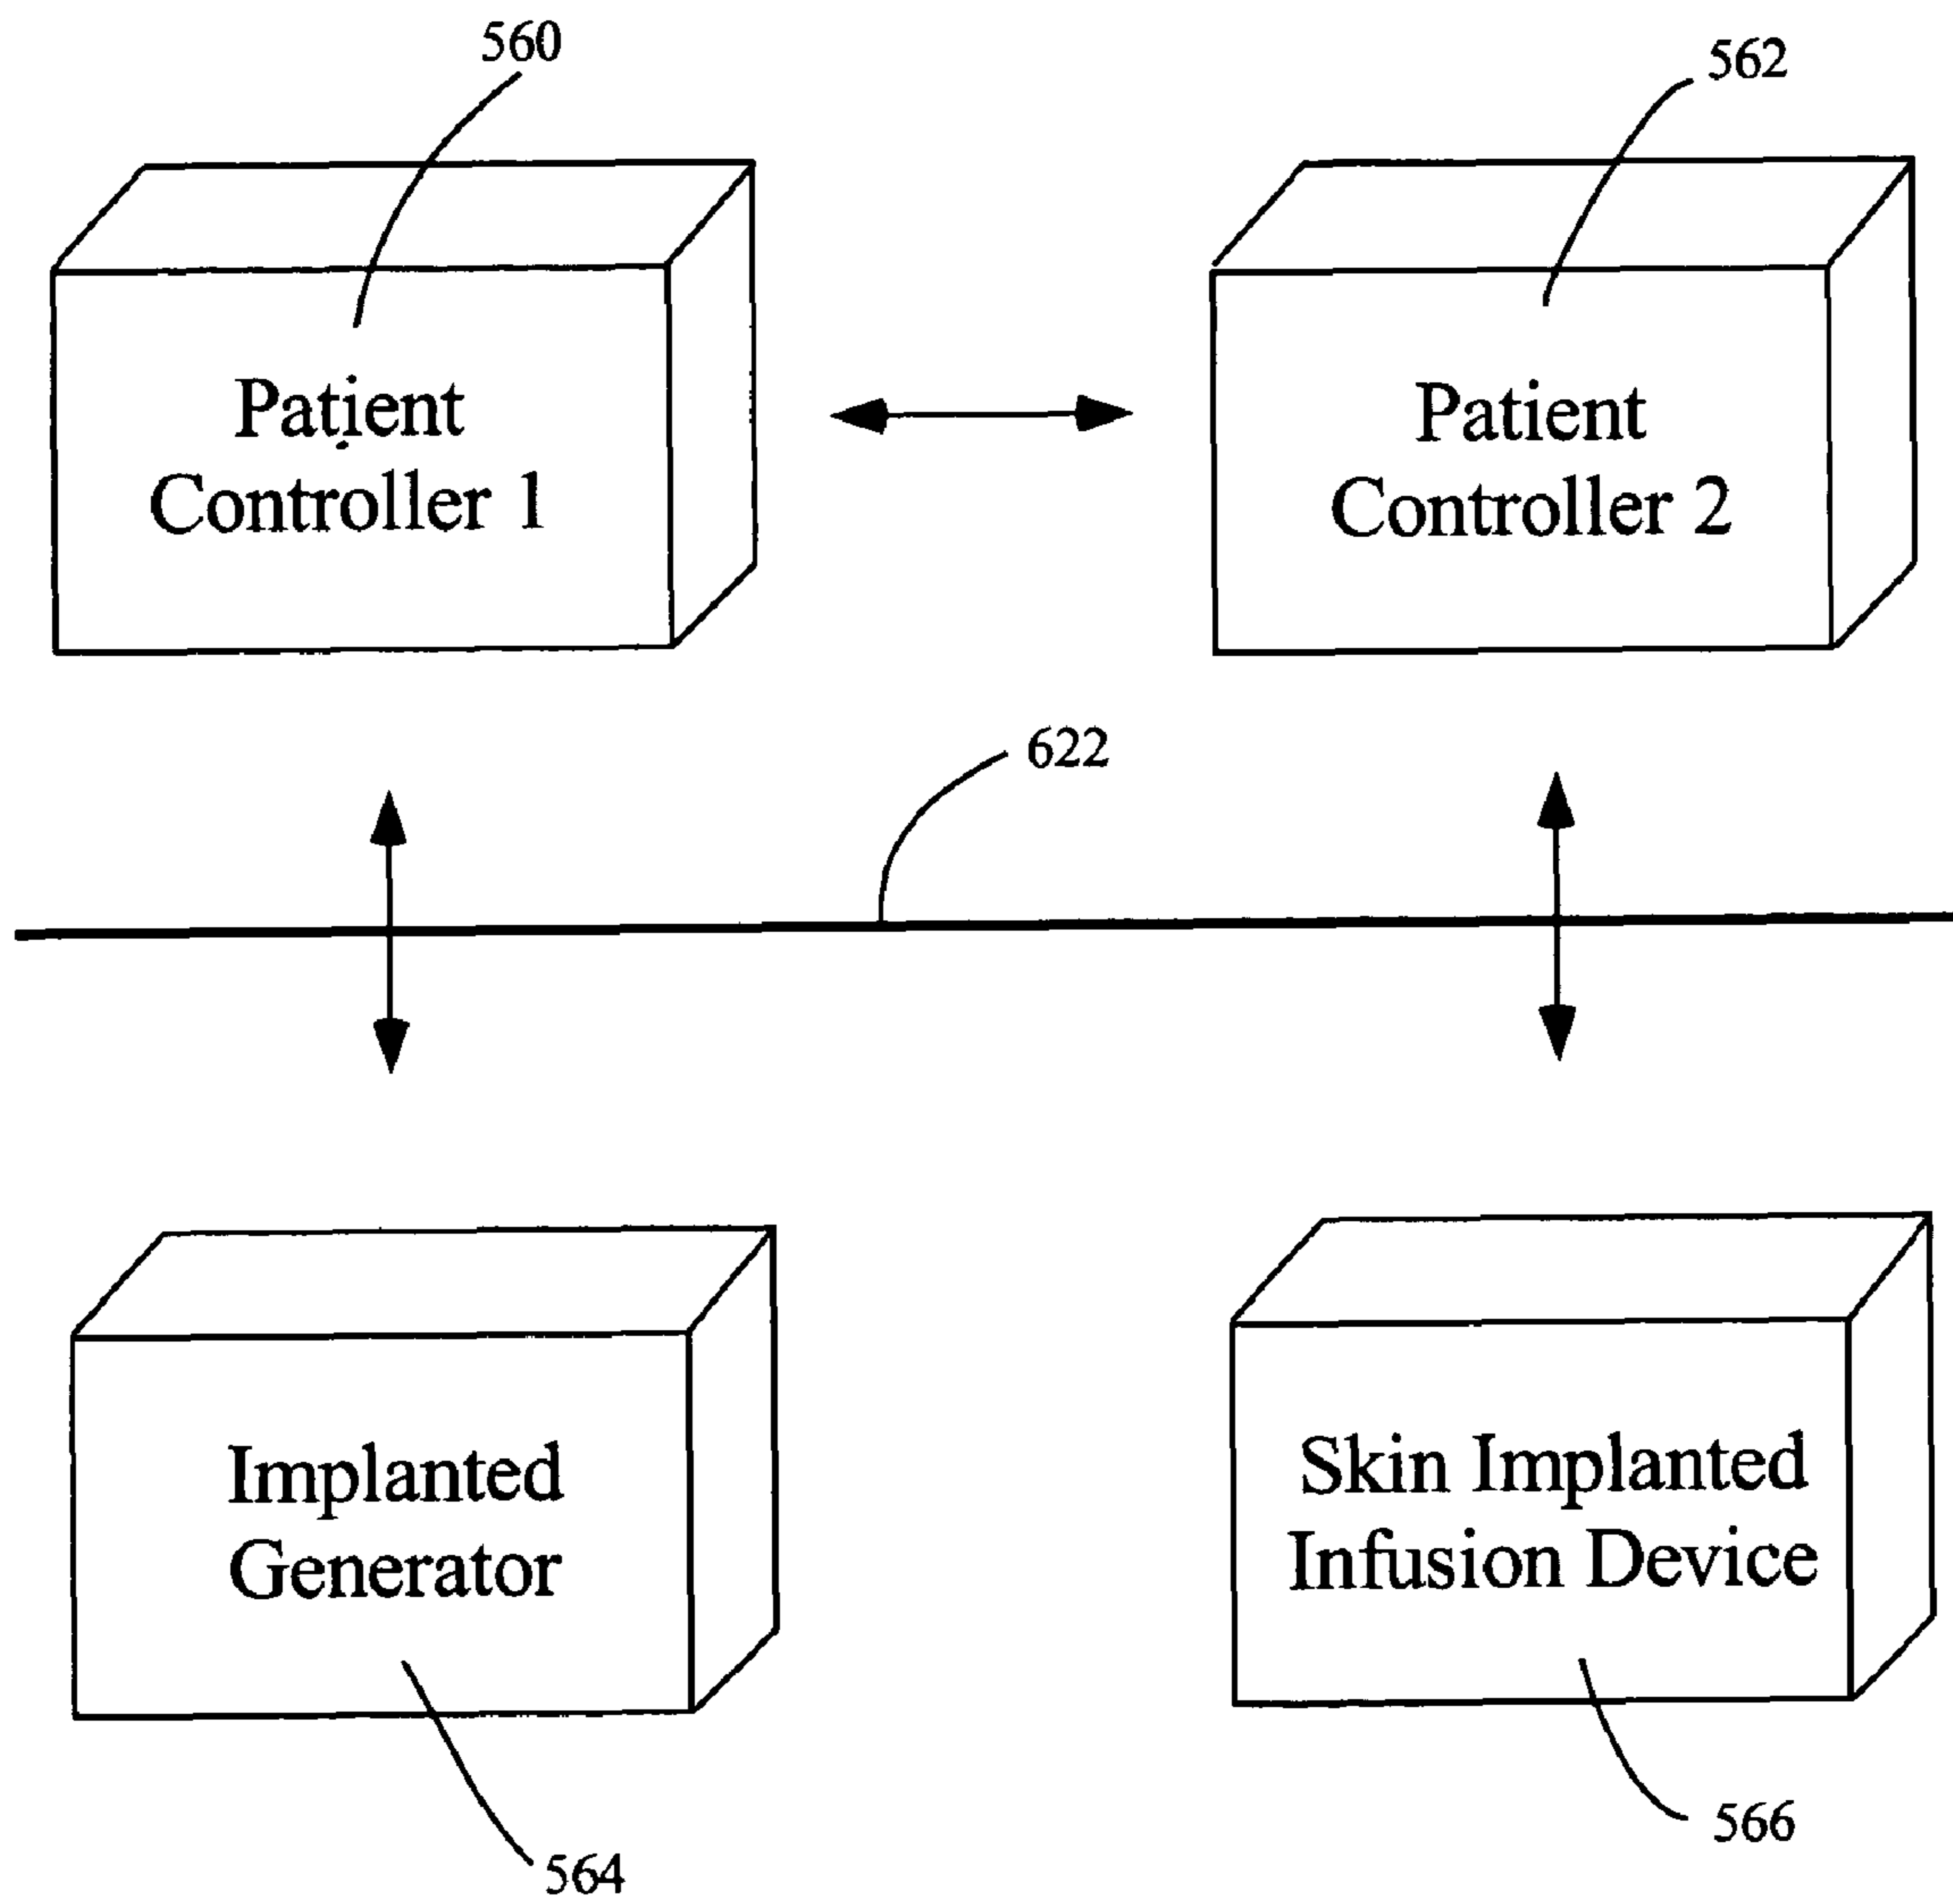 560
562
Patient
Controller 1
Patient
Controller 2
622
Implanted
Generator
Skin Implanted
Infusion Device
564
566